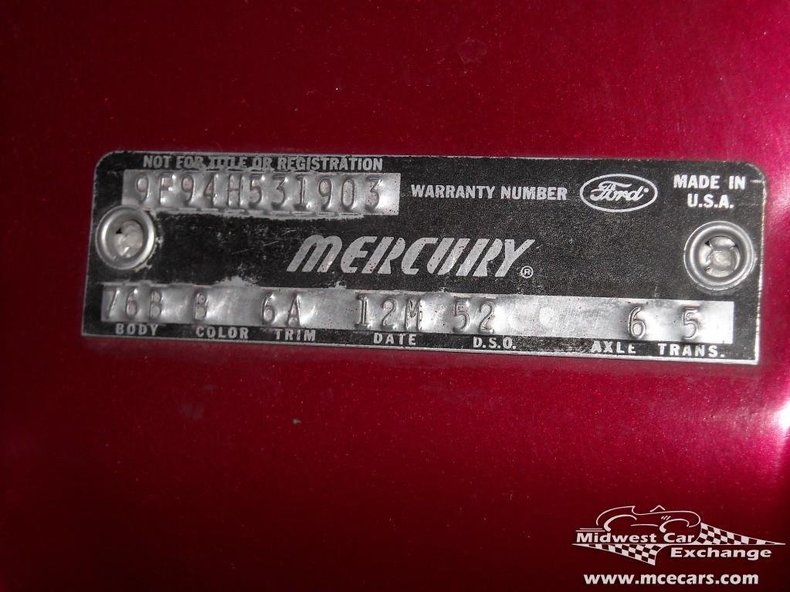 NOT FOR TITLE OR REGISTRATION
9F94H531903 WARRANTY NUMBER Ford MADE IN U.S.A.
MERCURY®
76B B 6A 12M 52 6 5
BODY COLOR TRIM DATE D.S.O. AXLE TRANS.
Midwest Car
Exchange
www.mcecars.com